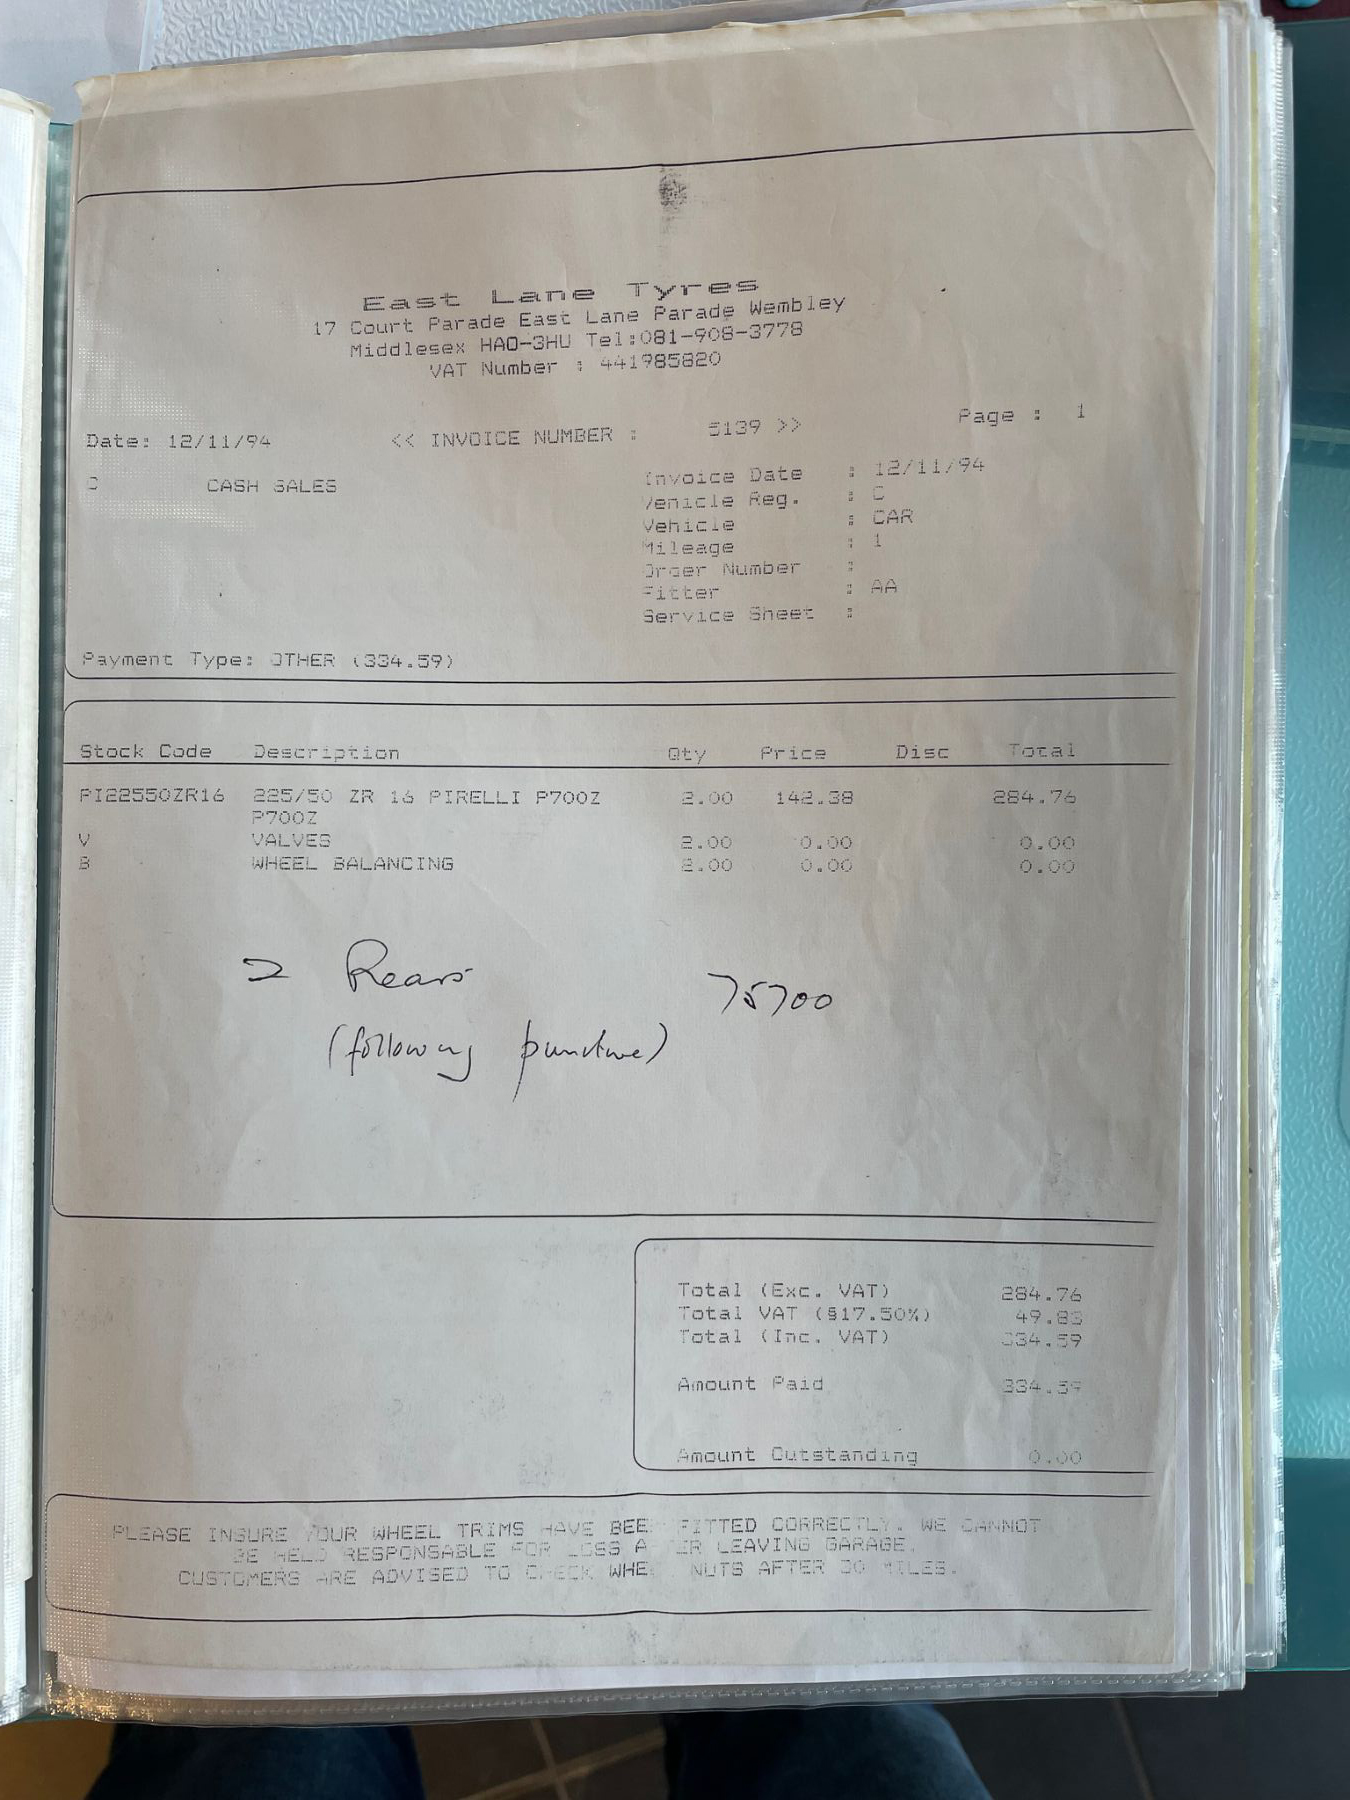 East Lane Tyres
17 Court Parade East Lane Parade Wembley
Middlesex HA0-3HU Tel:081-908-3778
VAT Number : 441985820
Page : 1
Date: 12/11/94 << INVOICE NUMBER : 5139 >>
C CASH SALES
Invoice Date : 12/11/94
Vehicle Reg. : C
Vehicle : CAR
Mileage : 1
Order Number :
Fitter : AA
Service Sheet :
Payment Type: OTHER (334.59)
Stock Code Description Qty Price Disc Total
PI22550ZR16 225/50 ZR 16 PIRELLI P700Z 2.00 142.38 284.76
P700Z
V VALVES 2.00 0.00 0.00
B WHEEL BALANCING 2.00 0.00 0.00
2 Rears 75700
(following puncture)
Total (Exc. VAT) 284.76
Total VAT (§17.50%) 49.83
Total (Inc. VAT) 334.59
Amount Paid 334.59
Amount Outstanding 0.00
PLEASE INSURE YOUR WHEEL TRIMS HAVE BEEN FITTED CORRECTLY. WE CANNOT
BE HELD RESPONSABLE FOR LOSS AFTER LEAVING GARAGE.
CUSTOMERS ARE ADVISED TO CHECK WHEEL NUTS AFTER 30 MILES.